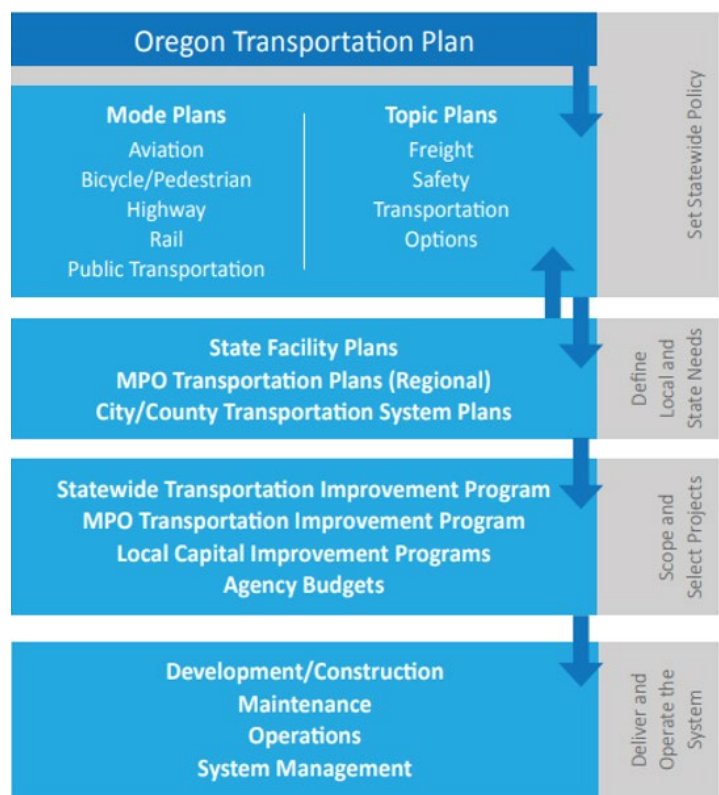 Oregon Transportation Plan
Mode Plans
Aviation
Bicycle/Pedestrian
Highway
Rail
Public Transportation
Topic Plans
Freight
Safety
Transportation
Options
Set Statewide Policy
State Facility Plans
MPO Transportation Plans (Regional)
City/County Transportation System Plans
Define
Local and
State Needs
Statewide Transportation Improvement Program
MPO Transportation Improvement Program
Local Capital Improvement Programs
Agency Budgets
Scope and
Select Projects
Development/Construction
Maintenance
Operations
System Management
Deliver and
Operate the
System